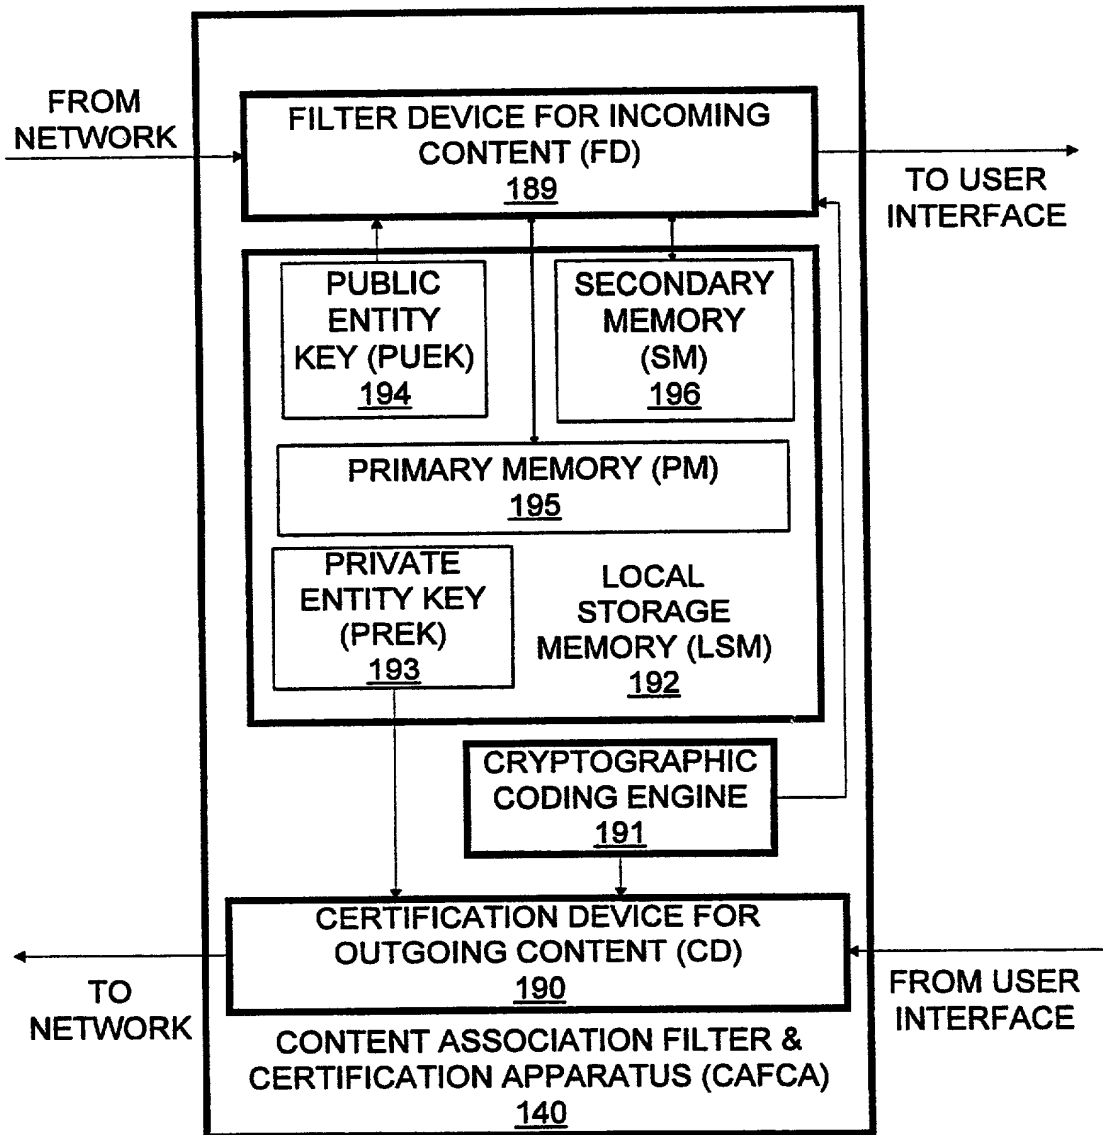 FROM
NETWORK
FILTER DEVICE FOR INCOMING
CONTENT (FD)
189
TO USER
INTERFACE
PUBLIC
ENTITY
KEY (PUEK)
194
SECONDARY
MEMORY
(SM)
196
PRIMARY MEMORY (PM)
195
PRIVATE
ENTITY KEY
(PREK)
193
LOCAL
STORAGE
MEMORY (LSM)
192
CRYPTOGRAPHIC
CODING ENGINE
191
CERTIFICATION DEVICE FOR
OUTGOING CONTENT (CD)
190
TO
NETWORK
FROM USER
INTERFACE
CONTENT ASSOCIATION FILTER &
CERTIFICATION APPARATUS (CAFCA)
140